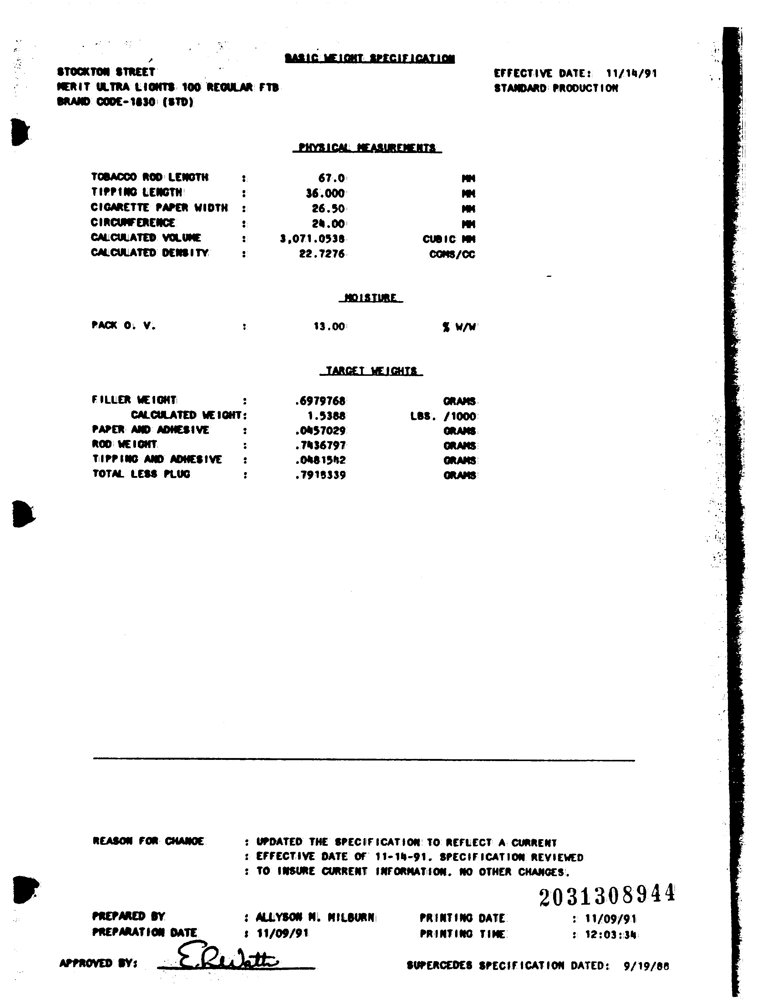 BASIC WEIGHT SPECIFICATION
STOCKTON STREET EFFECTIVE DATE: 11/14/91
MERIT ULTRA LIGHTS 100 REGULAR FTB STANDARD PRODUCTION
BRAND CODE-1830 (STD)
PHYSICAL MEASUREMENTS
TOBACCO ROD LENGTH : 67.0 MM
TIPPING LENGTH : 36.000 MM
CIGARETTE PAPER WIDTH : 26.50 MM
CIRCUMFERENCE : 24.00 MM
CALCULATED VOLUME : 3,071.0538 CUBIC MM
CALCULATED DENSITY : 22.7276 CGMS/CC
MOISTURE
PACK O. V. : 13.00 % W/W
TARGET WEIGHTS
FILLER WEIGHT : .6979768 GRAMS
CALCULATED WEIGHT: 1.5388 LBS. /1000
PAPER AND ADHESIVE : .0457029 GRAMS
ROD WEIGHT : .7436797 GRAMS
TIPPING AND ADHESIVE : .0481542 GRAMS
TOTAL LESS PLUG : .7918339 GRAMS
REASON FOR CHANGE : UPDATED THE SPECIFICATION TO REFLECT A CURRENT
: EFFECTIVE DATE OF 11-14-91. SPECIFICATION REVIEWED
: TO INSURE CURRENT INFORMATION. NO OTHER CHANGES.
2031308944
PREPARED BY : ALLYSON M. MILBURN PRINTING DATE : 11/09/91
PREPARATION DATE : 11/09/91 PRINTING TIME : 12:03:34
APPROVED BY: E.R. Watts SUPERCEDES SPECIFICATION DATED: 9/19/88